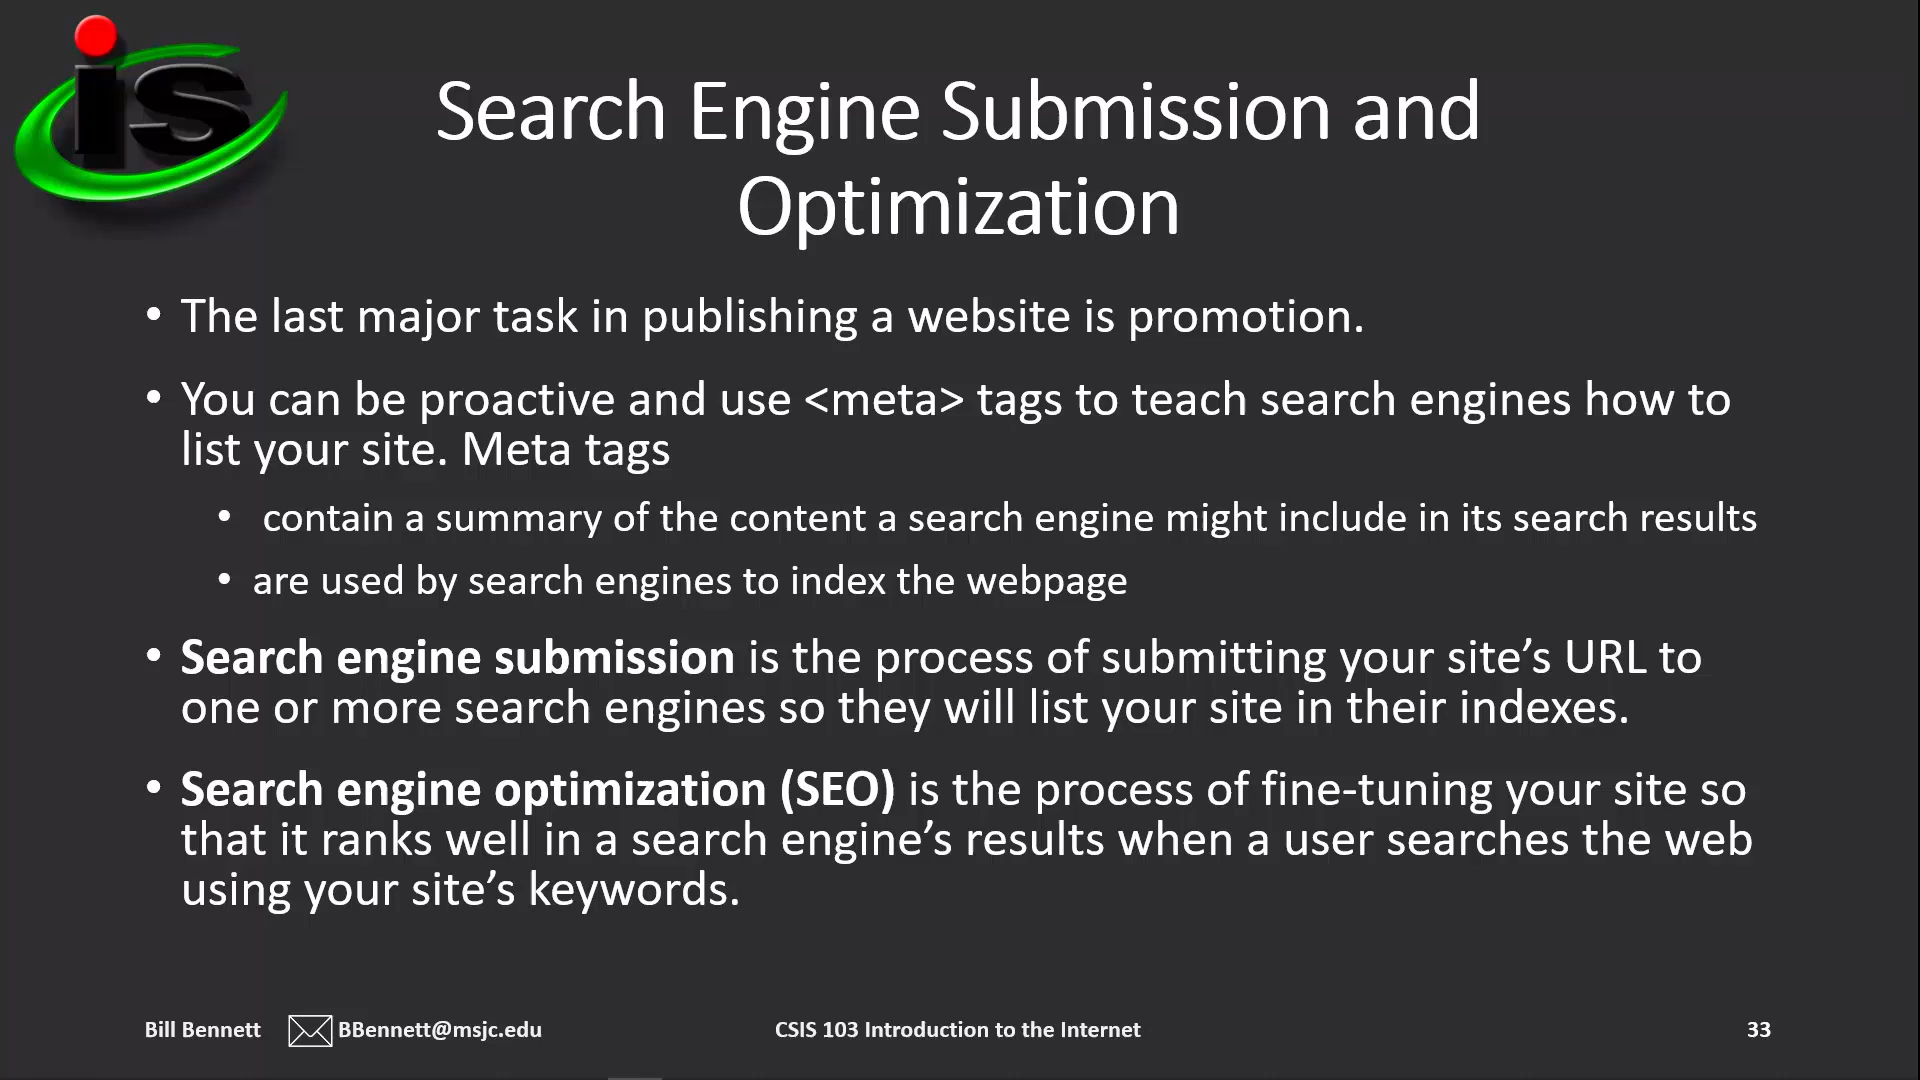 is
Search Engine Submission and
Optimization
• The last major task in publishing a website is promotion.
• You can be proactive and use <meta> tags to teach search engines how to
list your site. Meta tags
• contain a summary of the content a search engine might include in its search results
• are used by search engines to index the webpage
• Search engine submission is the process of submitting your site’s URL to
one or more search engines so they will list your site in their indexes.
• Search engine optimization (SEO) is the process of fine-tuning your site so
that it ranks well in a search engine’s results when a user searches the web
using your site’s keywords.
Bill Bennett BBennett@msjc.edu CSIS 103 Introduction to the Internet 33